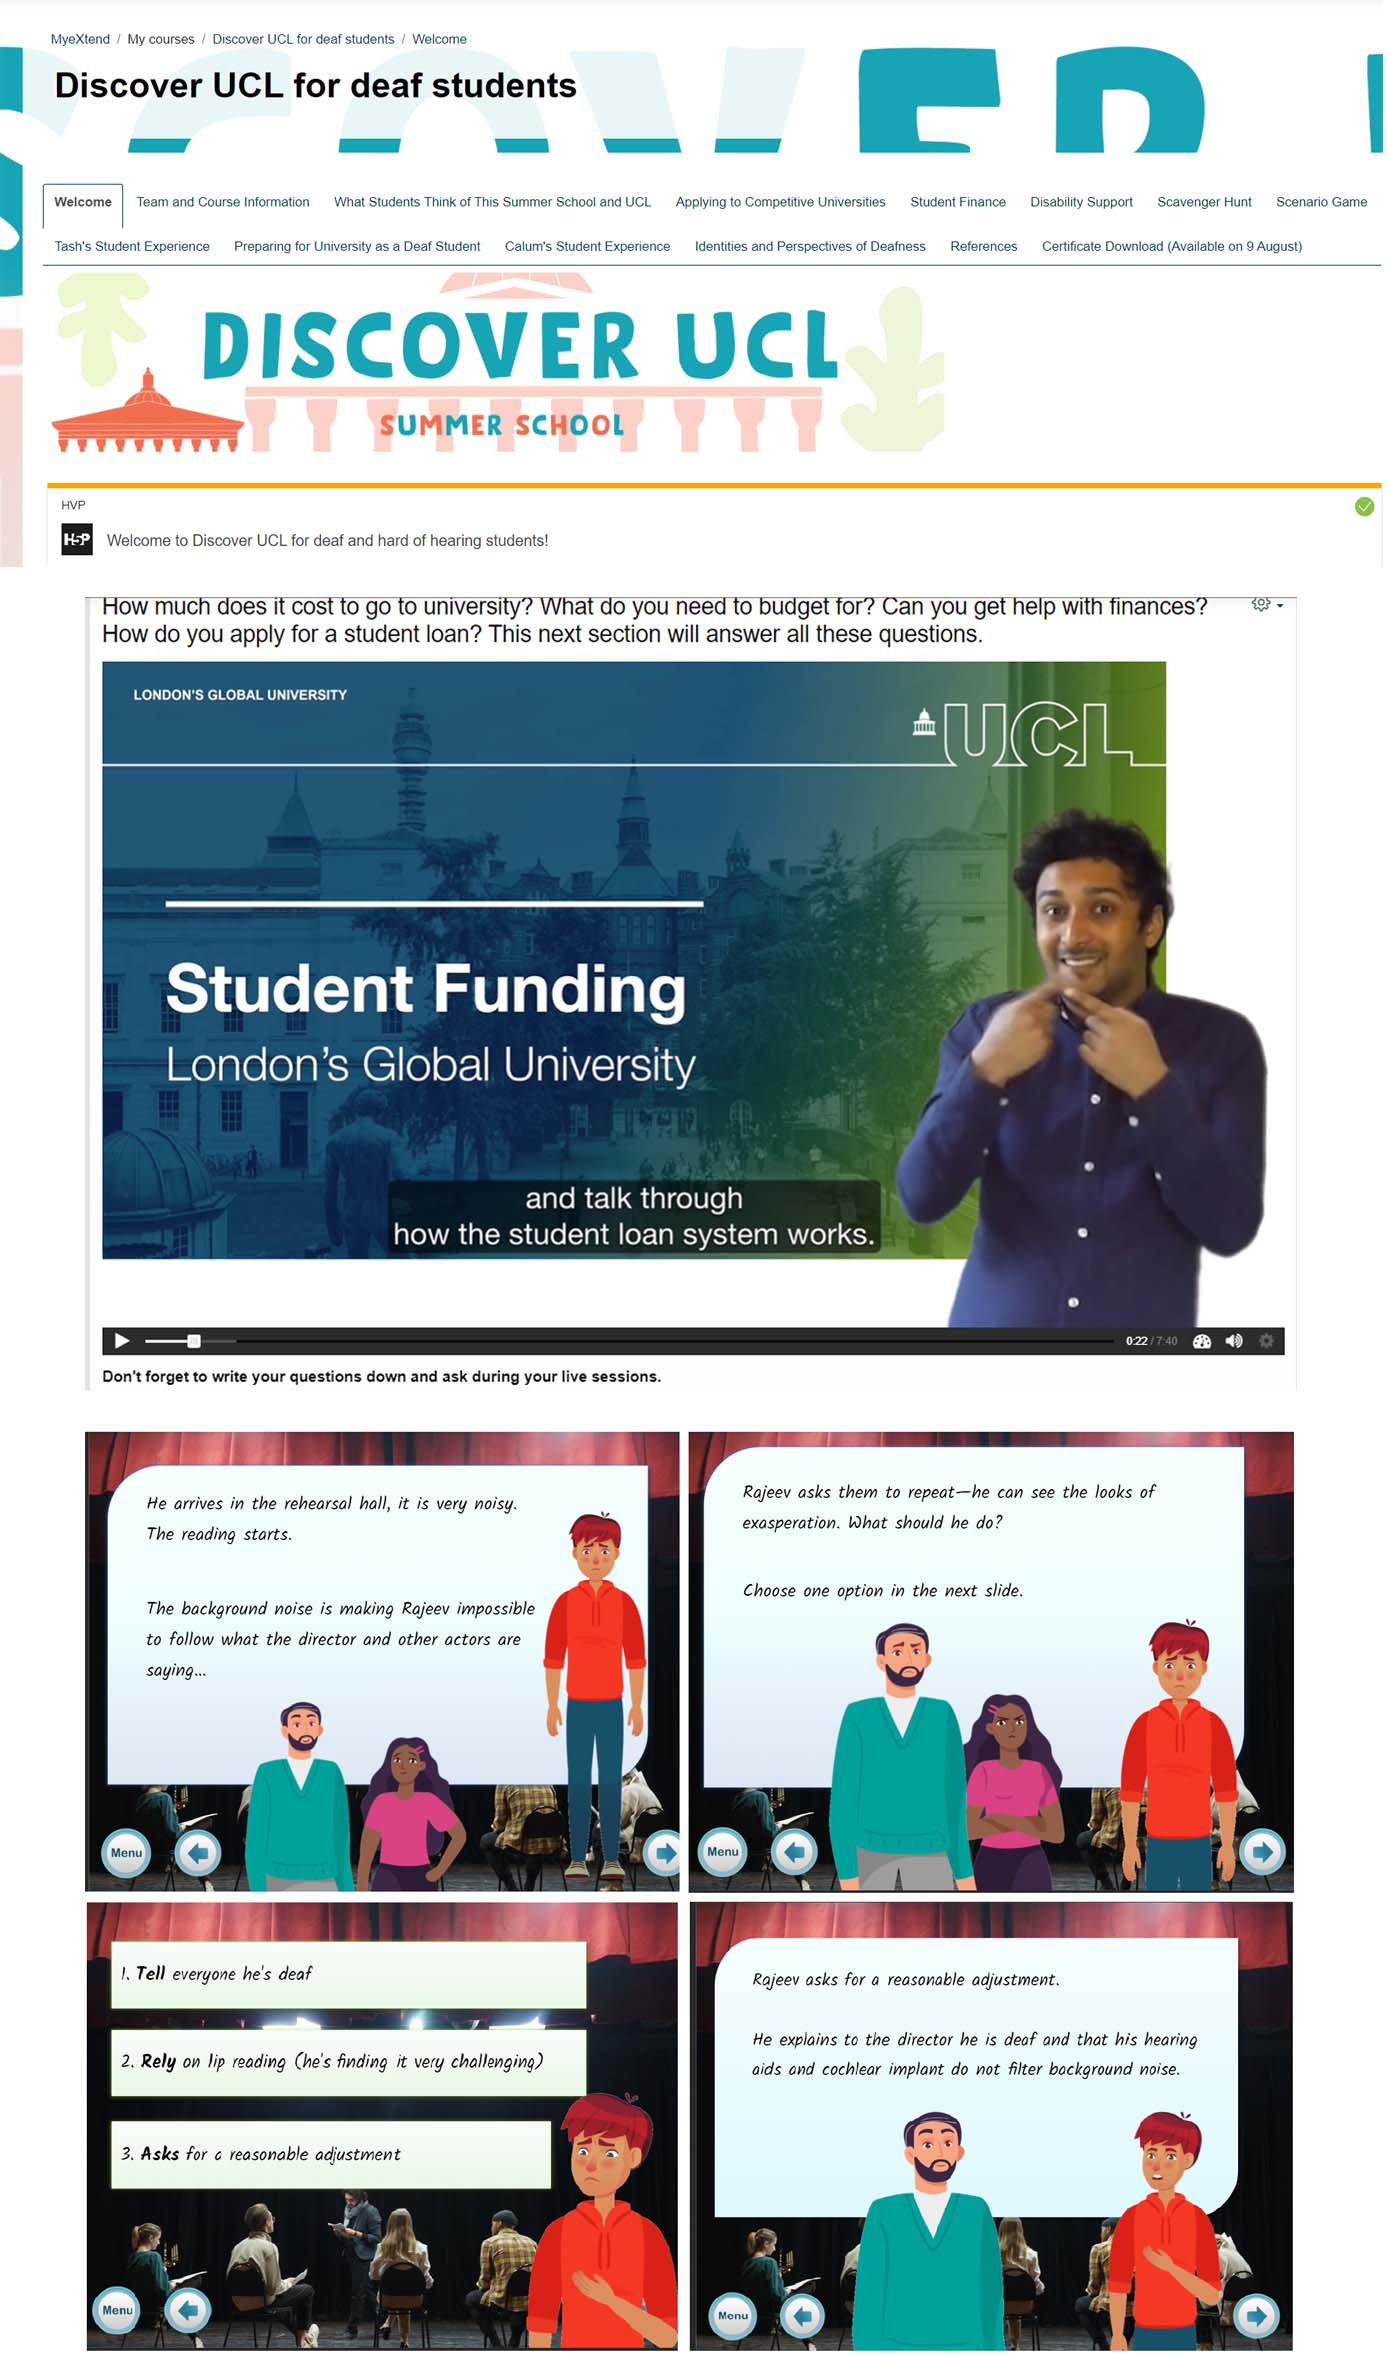 MyeXtend / My courses / Discover UCL for deaf students / Welcome
Discover UCL for deaf students
Welcome
Team and Course Information
What Students Think of This Summer School and UCL
Applying to Competitive Universities
Student Finance
Disability Support
Scavenger Hunt
Scenario Game
Tash's Student Experience
Preparing for University as a Deaf Student
Calum's Student Experience
Identities and Perspectives of Deafness
References
Certificate Download (Available on 9 August)
DISCOVER UCL
SUMMER SCHOOL
HVP
H5P
Welcome to Discover UCL for deaf and hard of hearing students!
How much does it cost to go to university? What do you need to budget for? Can you get help with finances?
How do you apply for a student loan? This next section will answer all these questions.
LONDON'S GLOBAL UNIVERSITY
UCL
Student Funding
London's Global University
and talk through
how the student loan system works.
0:22 / 7:40
Don't forget to write your questions down and ask during your live sessions.
He arrives in the rehearsal hall, it is very noisy.
The reading starts.
The background noise is making Rajeev impossible
to follow what the director and other actors are
saying...
Menu
Rajeev asks them to repeat—he can see the looks of
exasperation. What should he do?
Choose one option in the next slide.
Menu
1. Tell everyone he's deaf
2. Rely on lip reading (he's finding it very challenging)
3. Asks for a reasonable adjustment
Menu
Rajeev asks for a reasonable adjustment.
He explains to the director he is deaf and that his hearing
aids and cochlear implant do not filter background noise.
Menu